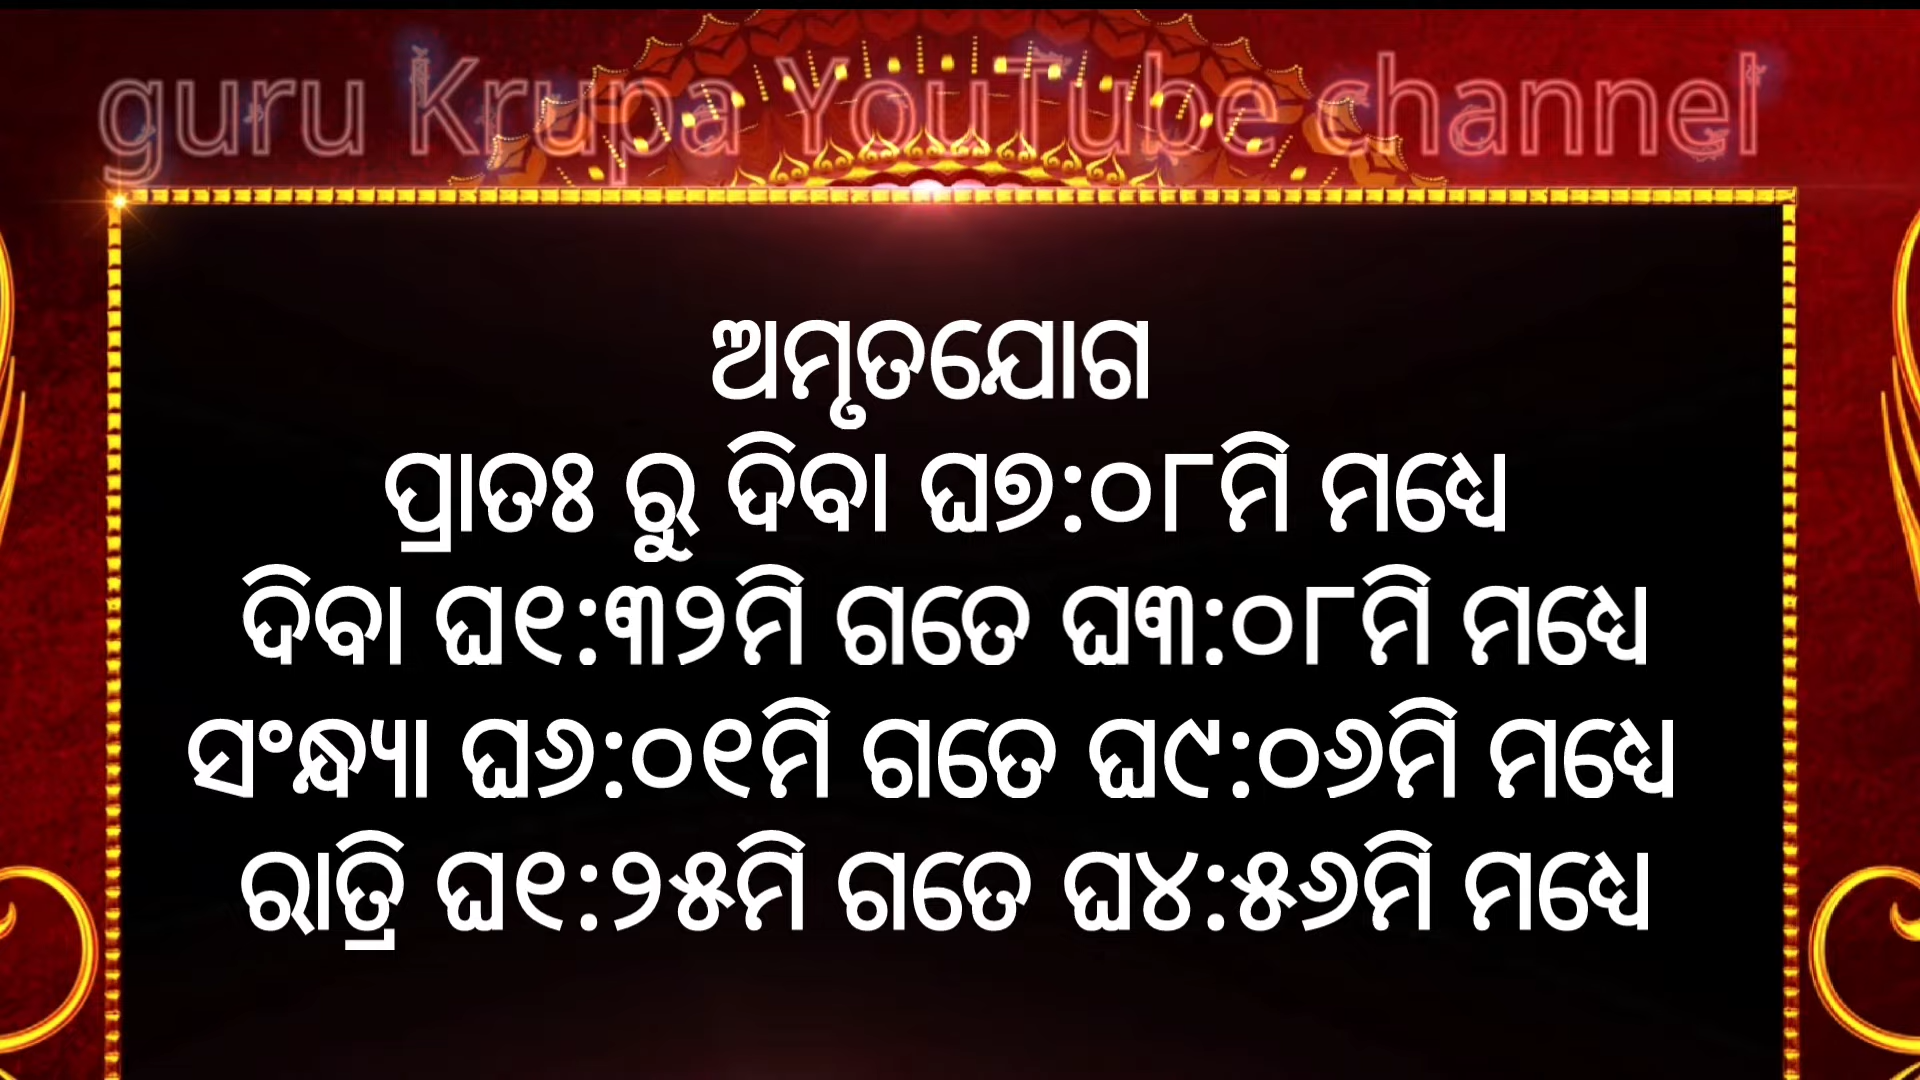 guru Krupa YouTube channel
ଅମୃତଯୋଗ
ପ୍ରାତଃ ରୁ ଦିବା ଘ୭:୦୮ମି ମଧ୍ୟେ
ଦିବା ଘ୧:୩୨ମି ଗତେ ଘ୩:୦୮ମି ମଧ୍ୟେ
ସଂନ୍ଧ୍ୟା ଘ୬:୦୧ମି ଗତେ ଘ୯:୦୬ମି ମଧ୍ୟେ
ରାତ୍ରି ଘ୧:୨୫ମି ଗତେ ଘ୪:୫୬ମି ମଧ୍ୟେ